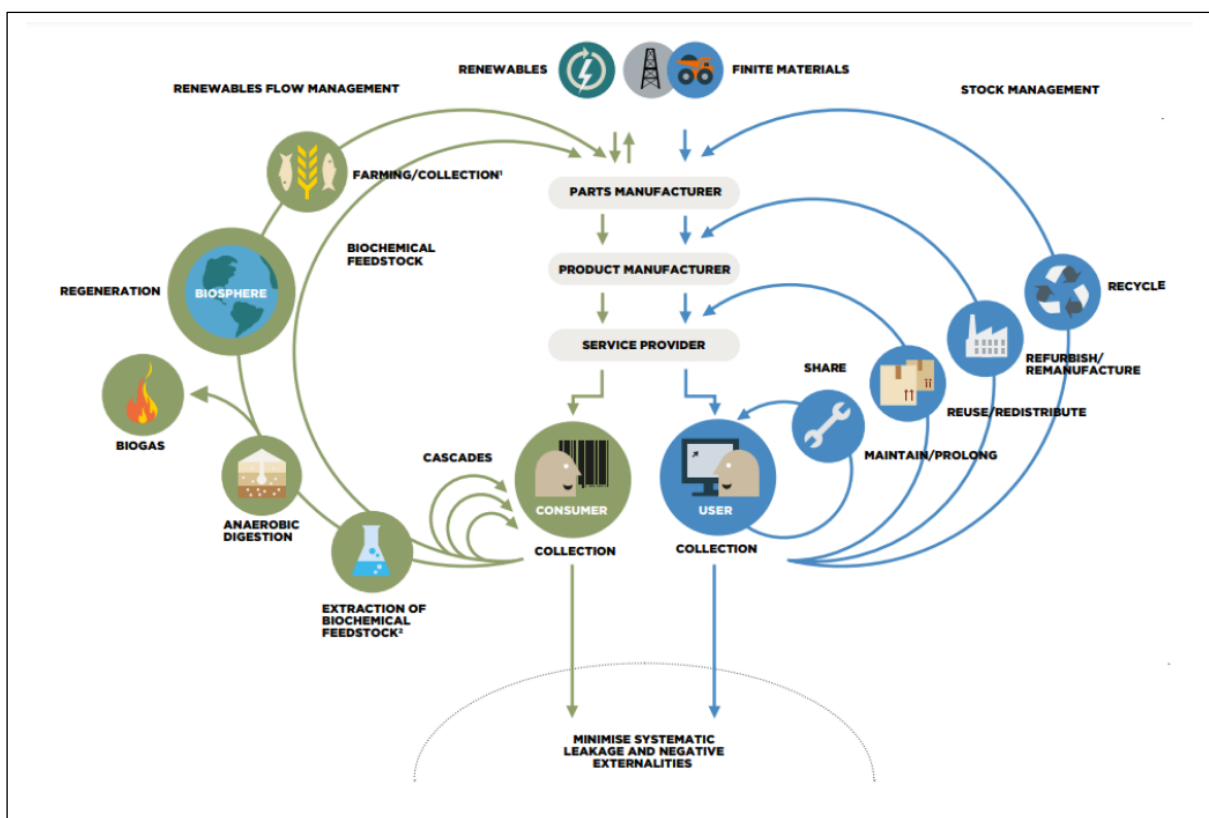 RENEWABLES
FINITE MATERIALS
RENEWABLES FLOW MANAGEMENT
STOCK MANAGEMENT
FARMING/COLLECTION¹
PARTS MANUFACTURER
BIOCHEMICAL
FEEDSTOCK
PRODUCT MANUFACTURER
REGENERATION
BIOSPHERE
RECYCLE
SERVICE PROVIDER
SHARE
REFURBISH/
REMANUFACTURE
REUSE/REDISTRIBUTE
BIOGAS
CASCADES
MAINTAIN/PROLONG
CONSUMER
USER
ANAEROBIC
DIGESTION
COLLECTION
COLLECTION
EXTRACTION OF
BIOCHEMICAL
FEEDSTOCK²
MINIMISE SYSTEMATIC
LEAKAGE AND NEGATIVE
EXTERNALITIES